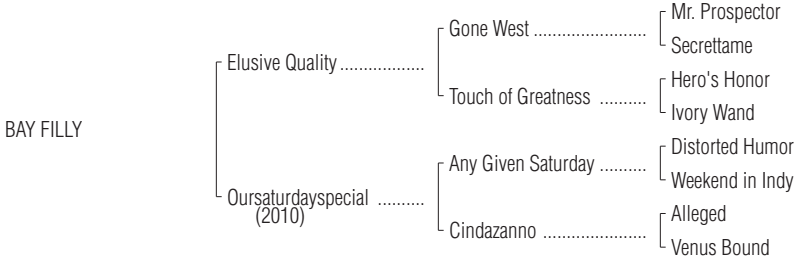 Mr. Prospector
Gone West ........................
Secrettame
Elusive Quality ..................
Hero's Honor
Touch of Greatness ..........
Ivory Wand
BAY FILLY
Distorted Humor
Any Given Saturday ..........
Weekend in Indy
Oursaturdayspecial ..........
(2010)
Alleged
Cindazanno ......................
Venus Bound